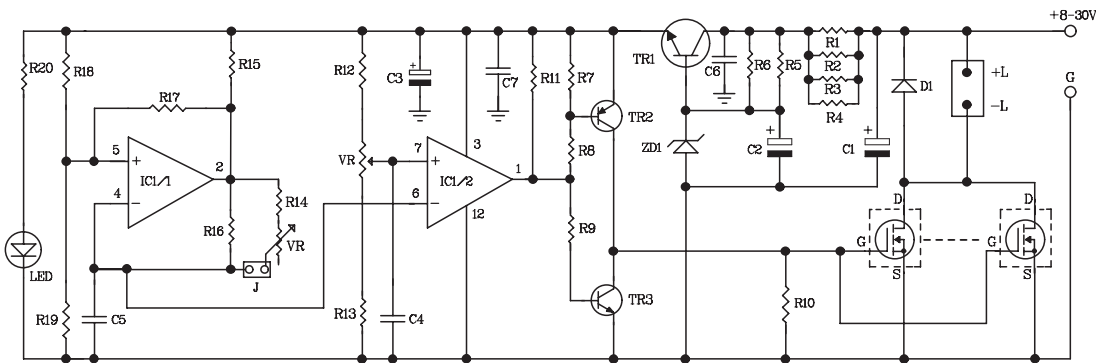 +8-30V
G
R20
R18
R15
R17
5
+
4
−
IC1/1
2
R14
R16
VR
J
LED
R19
C5
R12
C3
+
C7
R11
R7
VR
7
+
6
−
IC1/2
3
1
12
R8
R9
R13
C4
TR2
TR3
TR1
C6
R6
R5
R1
R2
R3
R4
ZD1
+
C2
+
C1
D1
+L
−L
D
G
S
D
G
S
R10